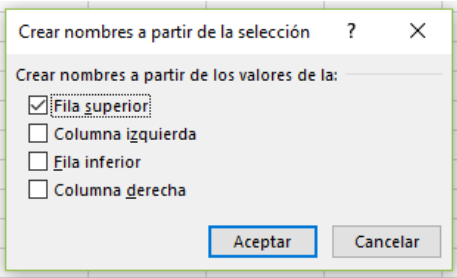 Crear nombres a partir de la selección ? ×
Crear nombres a partir de los valores de la:
Fila superior
Columna izquierda
Fila inferior
Columna derecha
Aceptar Cancelar